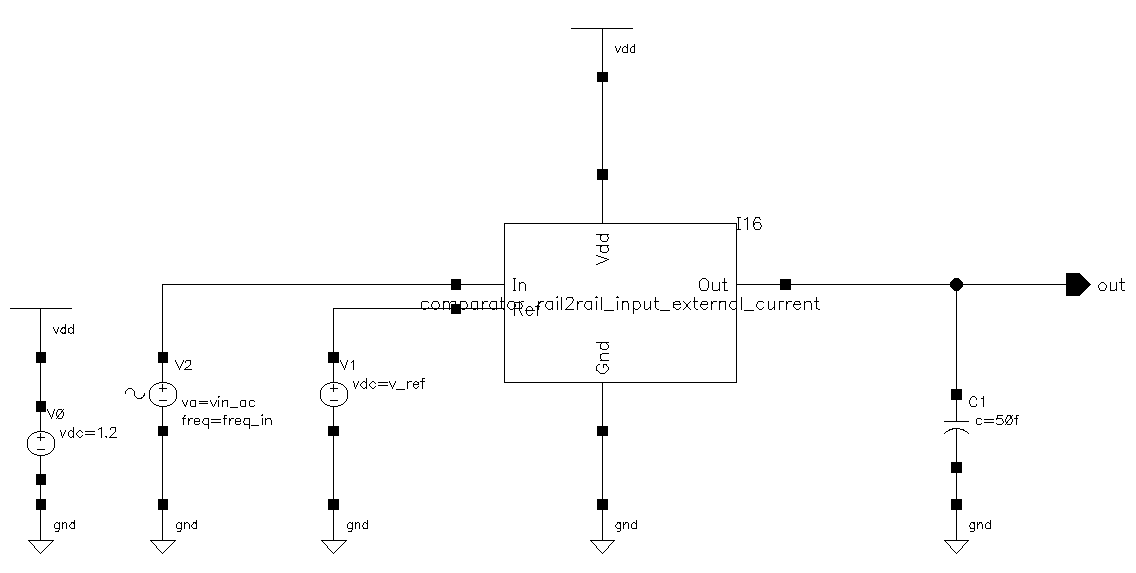 vdd
I16
Vdd
In
Out
out
comparator_rail2rail_input_external_current
Ref
vdd
Gnd
V2
V1
vdc=v_ref
va=vin_ac
freq=freq_in
VØ
vdc=1.2
C1
c=5Øf
gnd
gnd
gnd
gnd
gnd